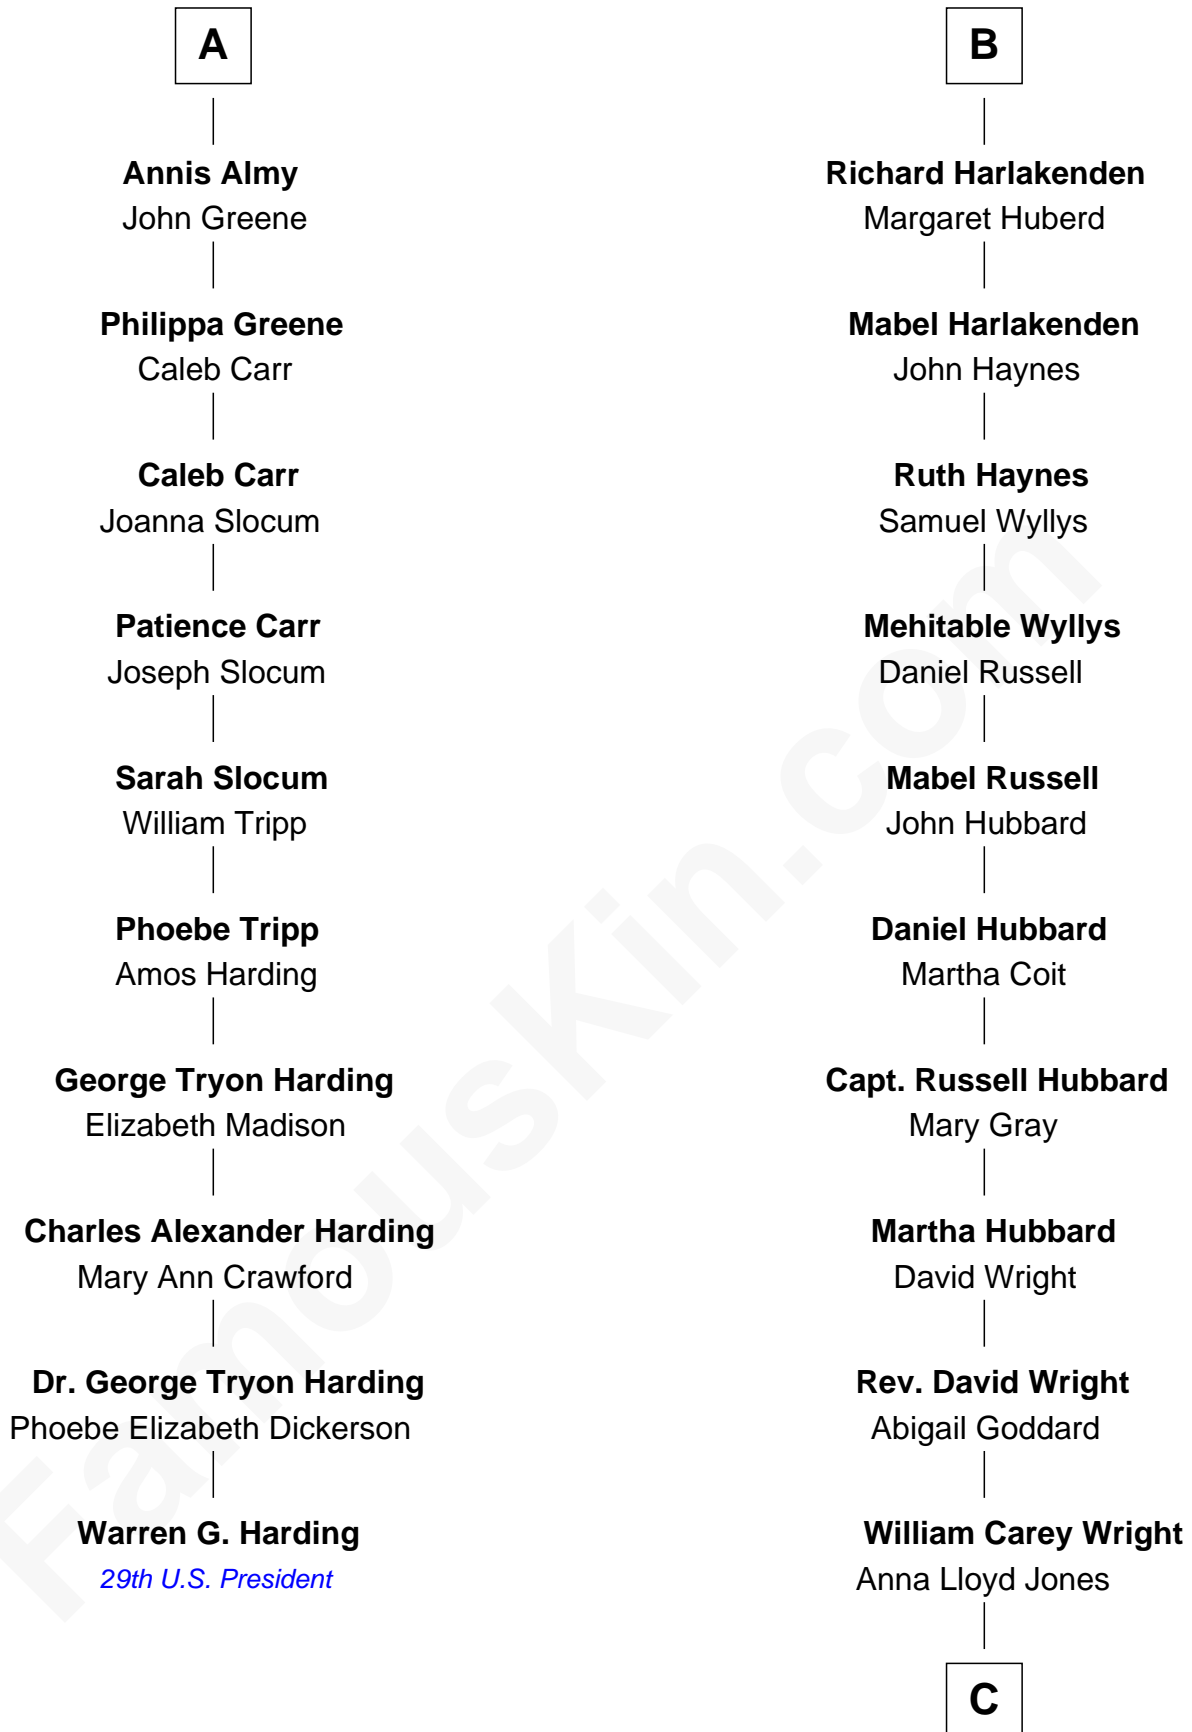 A
Annis Almy
John Greene
Philippa Greene
Caleb Carr
Caleb Carr
Joanna Slocum
Patience Carr
Joseph Slocum
Sarah Slocum
William Tripp
Phoebe Tripp
Amos Harding
George Tryon Harding
Elizabeth Madison
Charles Alexander Harding
Mary Ann Crawford
Dr. George Tryon Harding
Phoebe Elizabeth Dickerson
Warren G. Harding
29th U.S. President
B
Richard Harlakenden
Margaret Huberd
Mabel Harlakenden
John Haynes
Ruth Haynes
Samuel Wyllys
Mehitable Wyllys
Daniel Russell
Mabel Russell
John Hubbard
Daniel Hubbard
Martha Coit
Capt. Russell Hubbard
Mary Gray
Martha Hubbard
David Wright
Rev. David Wright
Abigail Goddard
William Carey Wright
Anna Lloyd Jones
C
FamousKin.com